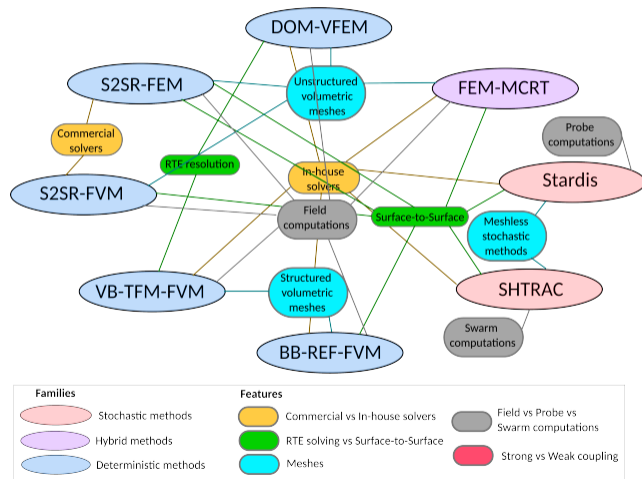 DOM-VFEM
S2SR-FEM
Unstructured
volumetric
meshes
FEM-MCRT
Commercial
solvers
Probe
computations
RTE resolution
In-house
solvers
Stardis
S2SR-FVM
Field
computations
Surface-to-Surface
Meshless
stochastic
methods
VB-TFM-FVM
Structured
volumetric
meshes
SHTRAC
Swarm
computations
BB-REF-FVM
Families
Features
Stochastic methods
Hybrid methods
Deterministic methods
Commercial vs In-house solvers
RTE solving vs Surface-to-Surface
Meshes
Field vs Probe vs
Swarm computations
Strong vs Weak coupling